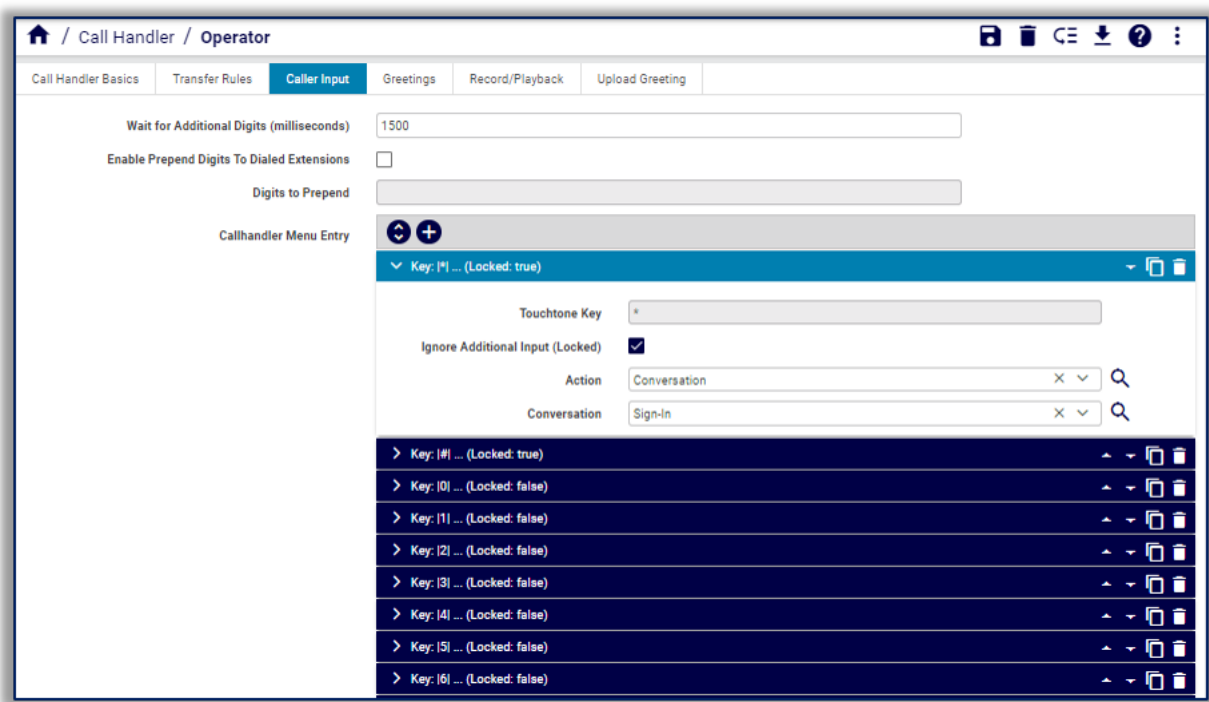 / Call Handler / Operator
Call Handler Basics Transfer Rules Caller Input Greetings Record/Playback Upload Greeting
Wait for Additional Digits (milliseconds) 1500
Enable Prepend Digits To Dialed Extensions
Digits to Prepend
Callhandler Menu Entry
Key: |*| ... (Locked: true)
Touchtone Key *
Ignore Additional Input (Locked)
Action Conversation
Conversation Sign-In
Key: |#| ... (Locked: true)
Key: |0| ... (Locked: false)
Key: |1| ... (Locked: false)
Key: |2| ... (Locked: false)
Key: |3| ... (Locked: false)
Key: |4| ... (Locked: false)
Key: |5| ... (Locked: false)
Key: |6| ... (Locked: false)